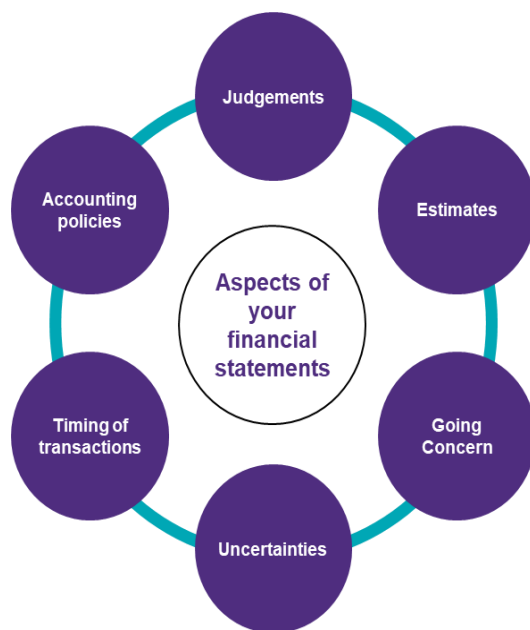 Judgements
Estimates
Going
Concern
Uncertainties
Timing of
transactions
Accounting
policies
Aspects of
your
financial
statements